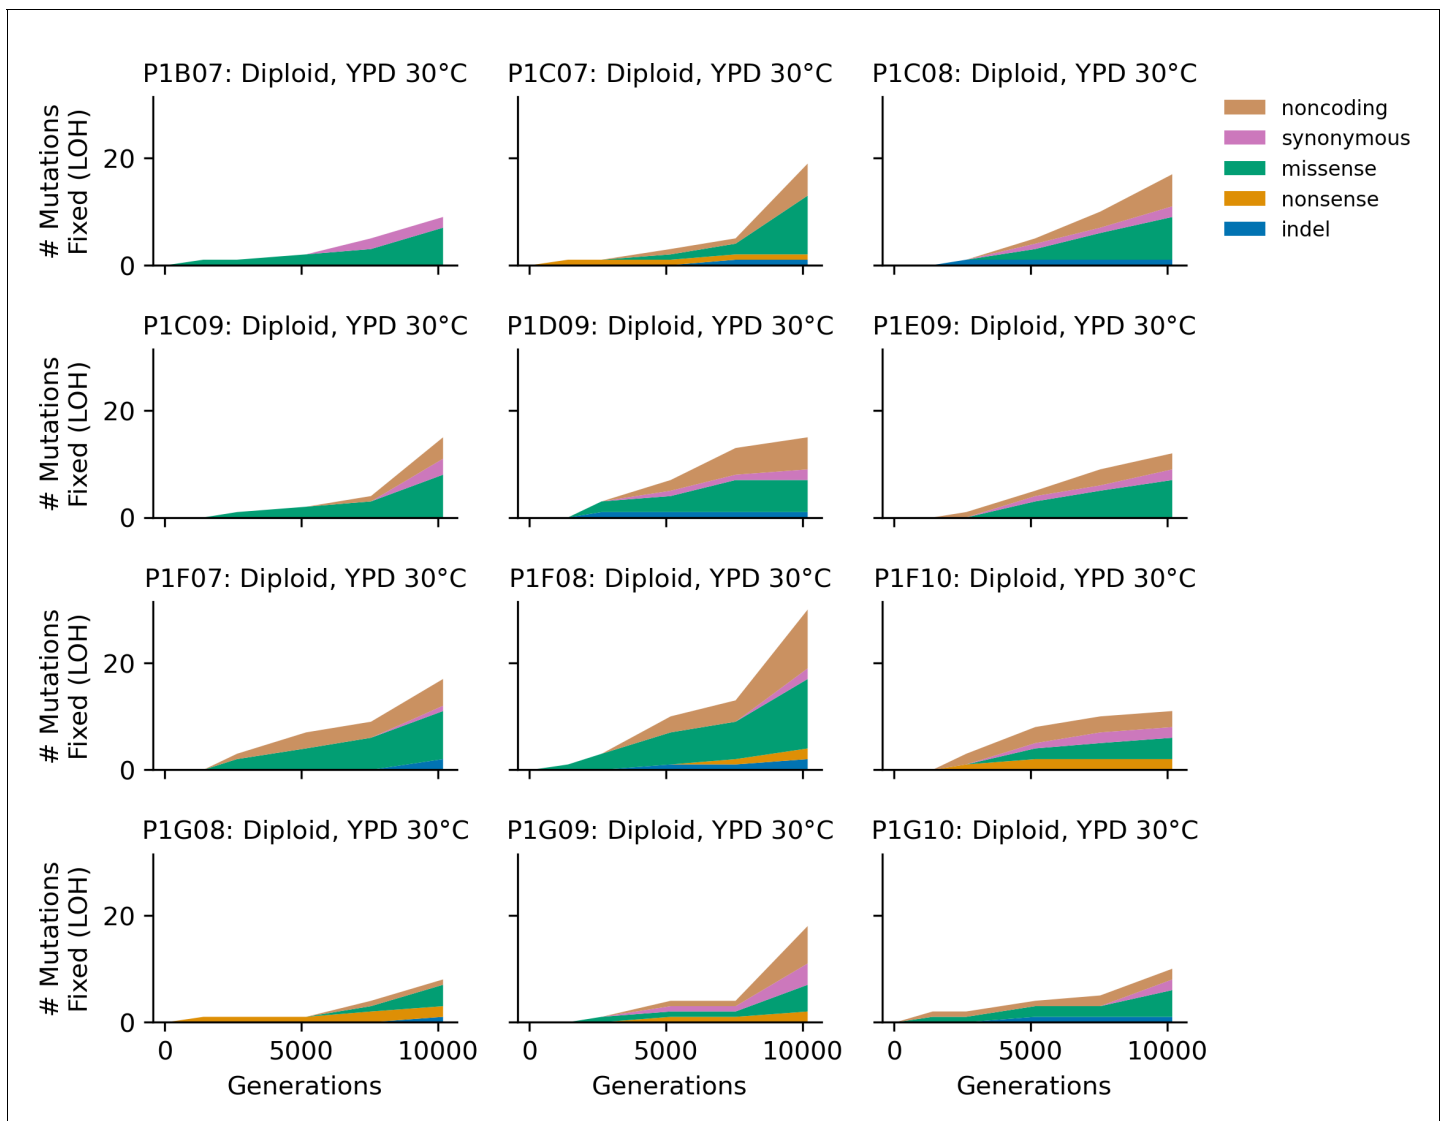 P1B07: Diploid, YPD 30°C
P1C07: Diploid, YPD 30°C
P1C08: Diploid, YPD 30°C
# Mutations
Fixed (LOH)
20
0
noncoding
synonymous
missense
nonsense
indel
P1C09: Diploid, YPD 30°C
P1D09: Diploid, YPD 30°C
P1E09: Diploid, YPD 30°C
# Mutations
Fixed (LOH)
20
0
P1F07: Diploid, YPD 30°C
P1F08: Diploid, YPD 30°C
P1F10: Diploid, YPD 30°C
# Mutations
Fixed (LOH)
20
0
P1G08: Diploid, YPD 30°C
P1G09: Diploid, YPD 30°C
P1G10: Diploid, YPD 30°C
# Mutations
Fixed (LOH)
20
0
0 5000 10000
0 5000 10000
0 5000 10000
Generations
Generations
Generations